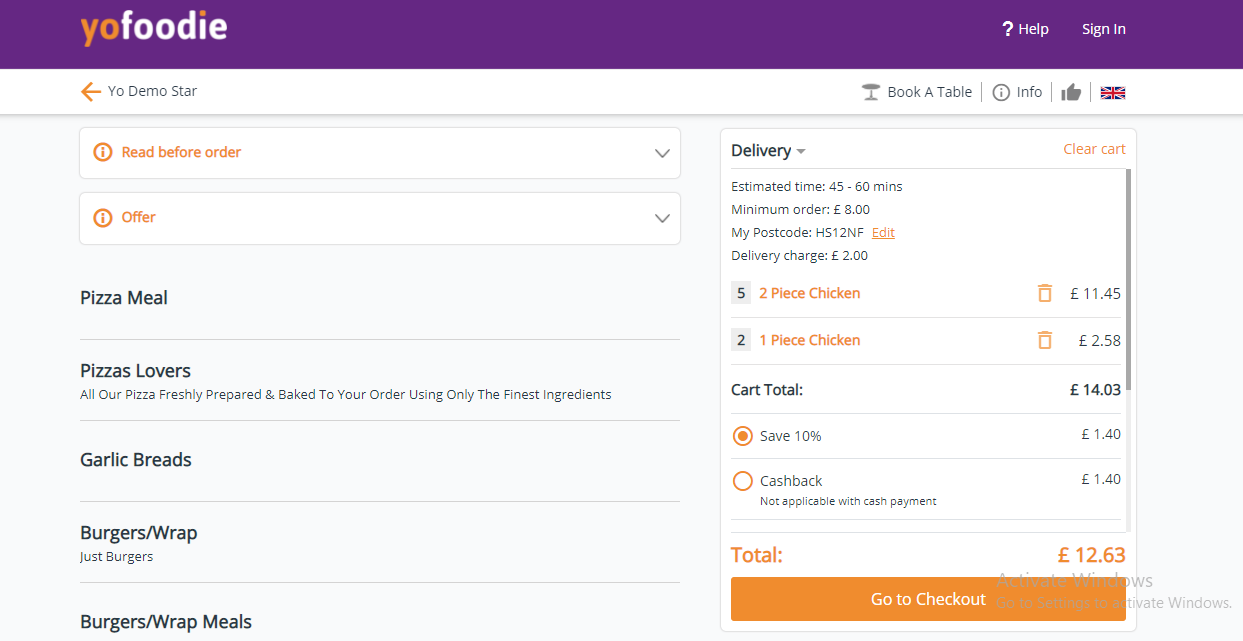 yofoodie
? Help Sign In
Yo Demo Star
Book A Table Info
Read before order
Offer
Pizza Meal
Pizzas Lovers
All Our Pizza Freshly Prepared & Baked To Your Order Using Only The Finest Ingredients
Garlic Breads
Burgers/Wrap
Just Burgers
Burgers/Wrap Meals
Delivery Clear cart
Estimated time: 45 - 60 mins
Minimum order: £ 8.00
My Postcode: HS12NF Edit
Delivery charge: £ 2.00
5 2 Piece Chicken £ 11.45
2 1 Piece Chicken £ 2.58
Cart Total: £ 14.03
Save 10% £ 1.40
Cashback £ 1.40
Not applicable with cash payment
Total: £ 12.63
Go to Checkout
Activate Windows
Go to Settings to activate Windows.